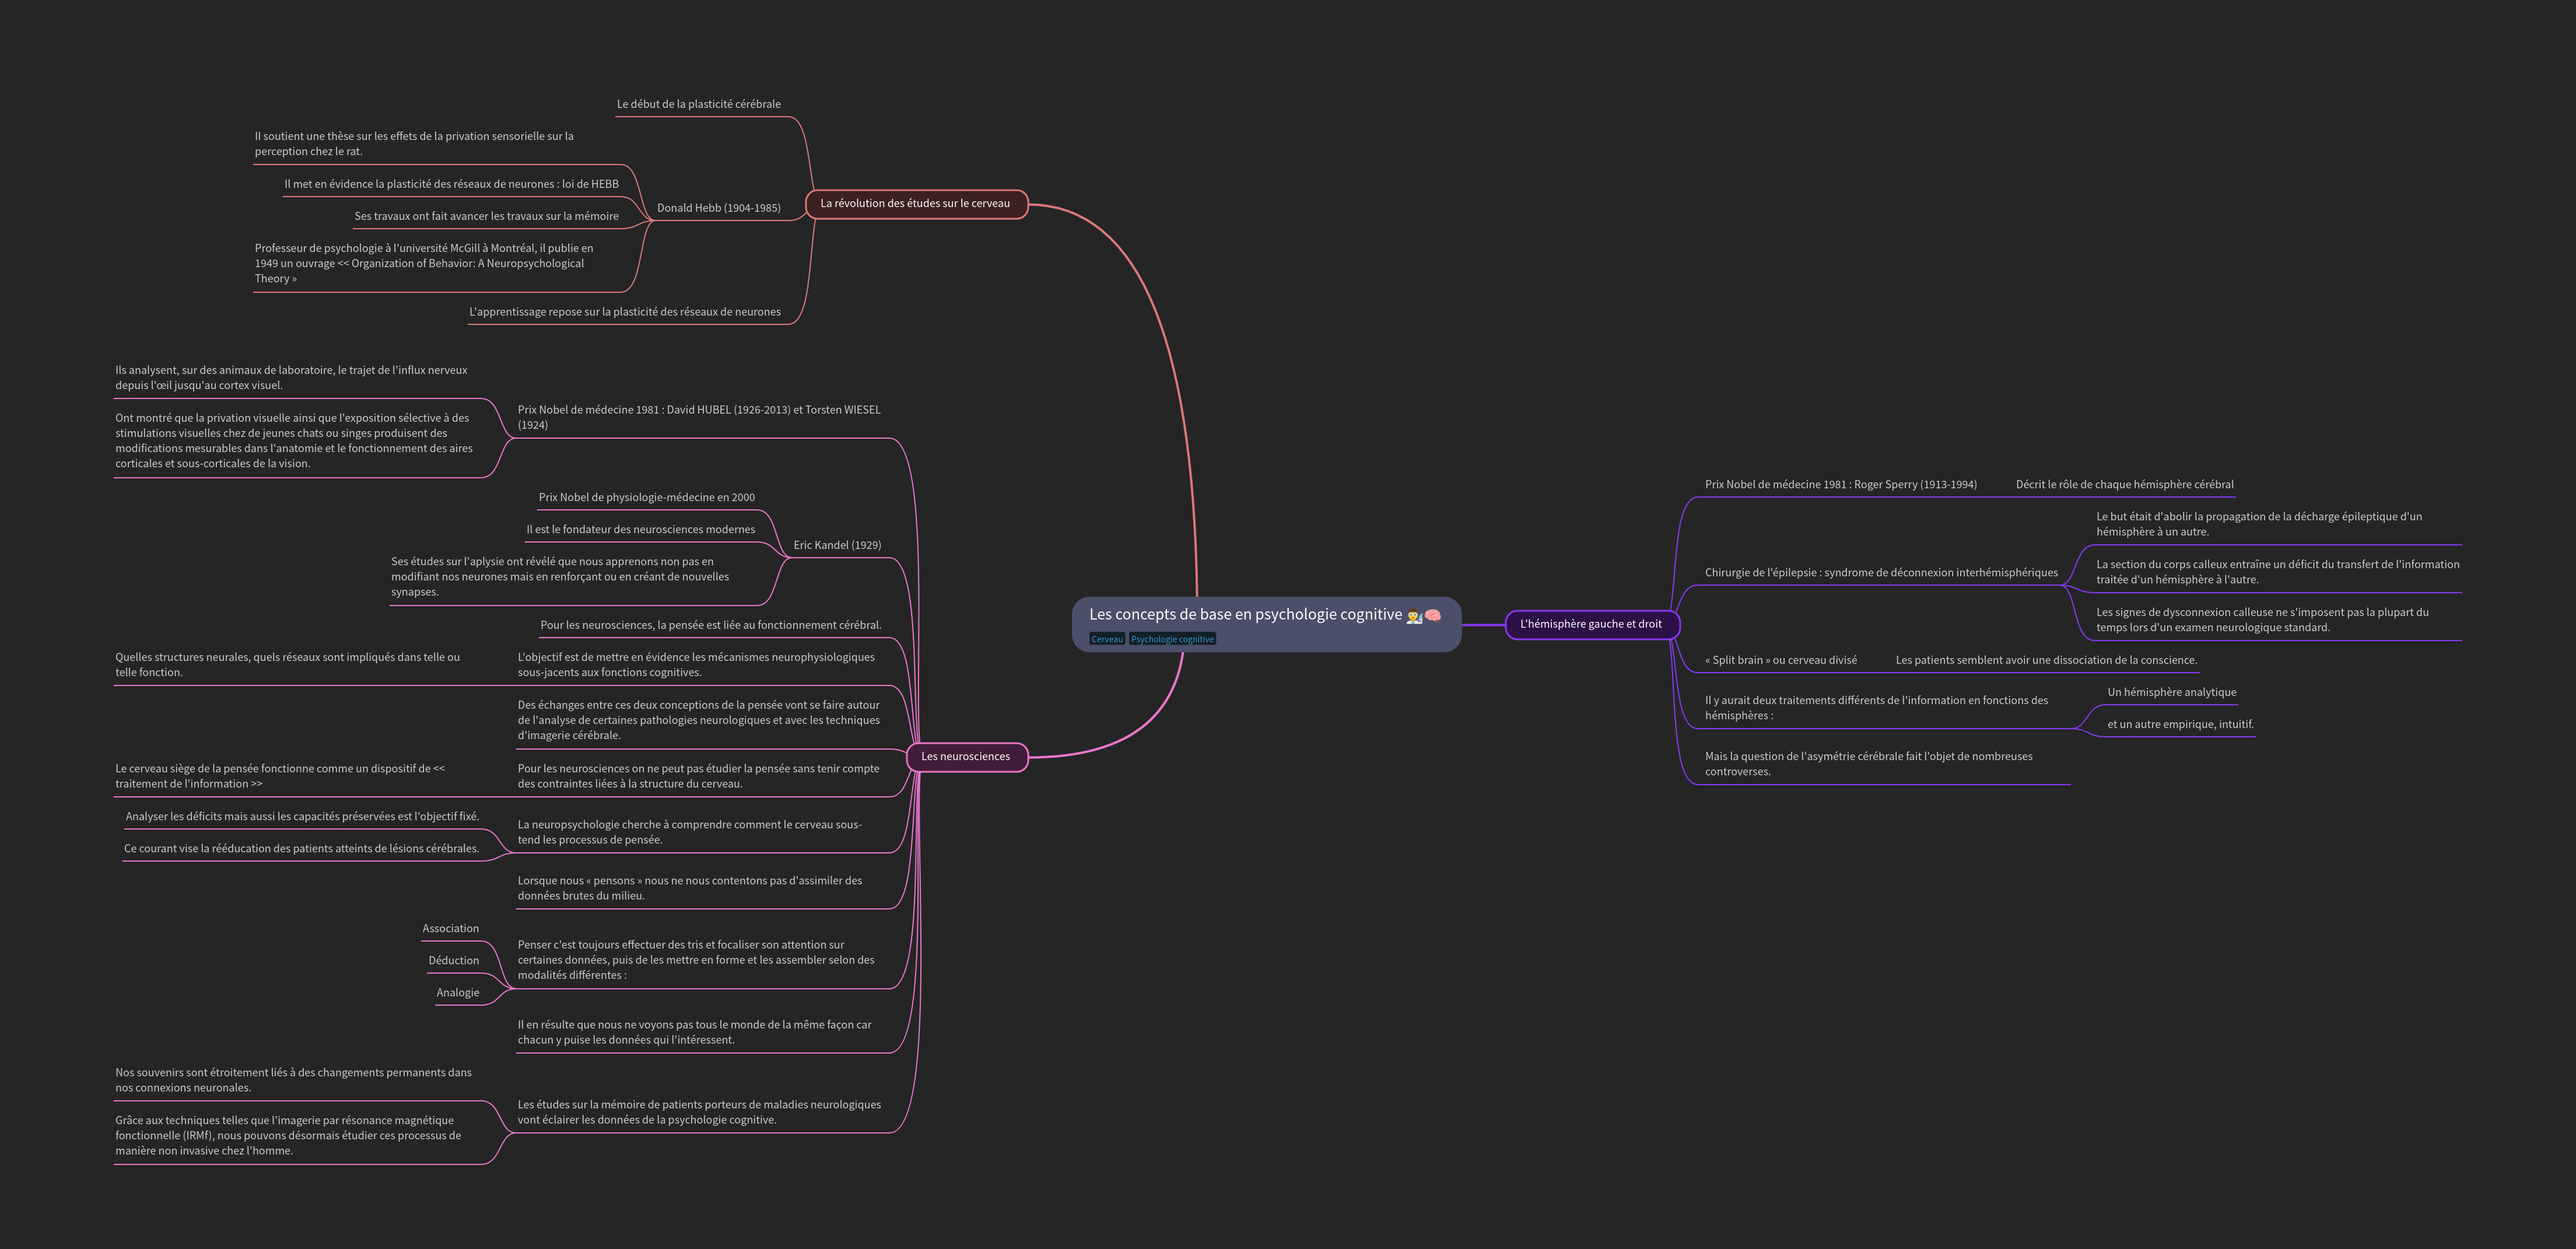 Le début de la plasticité cérébrale
Il soutient une thèse sur les effets de la privation sensorielle sur la
perception chez le rat.
Il met en évidence la plasticité des réseaux de neurones : loi de HEBB
Ses travaux ont fait avancer les travaux sur la mémoire
Professeur de psychologie à l'université McGill à Montréal, il publie en
1949 un ouvrage << Organization of Behavior: A Neuropsychological
Theory »
Donald Hebb (1904-1985)
L'apprentissage repose sur la plasticité des réseaux de neurones
La révolution des études sur le cerveau
Ils analysent, sur des animaux de laboratoire, le trajet de l'influx nerveux
depuis l'œil jusqu'au cortex visuel.
Ont montré que la privation visuelle ainsi que l'exposition sélective à des
stimulations visuelles chez de jeunes chats ou singes produisent des
modifications mesurables dans l'anatomie et le fonctionnement des aires
corticales et sous-corticales de la vision.
Prix Nobel de médecine 1981 : David HUBEL (1926-2013) et Torsten WIESEL
(1924)
Prix Nobel de physiologie-médecine en 2000
Il est le fondateur des neurosciences modernes
Ses études sur l'aplysie ont révélé que nous apprenons non pas en
modifiant nos neurones mais en renforçant ou en créant de nouvelles
synapses.
Eric Kandel (1929)
Pour les neurosciences, la pensée est liée au fonctionnement cérébral.
Quelles structures neurales, quels réseaux sont impliqués dans telle ou
telle fonction.
L'objectif est de mettre en évidence les mécanismes neurophysiologiques
sous-jacents aux fonctions cognitives.
Des échanges entre ces deux conceptions de la pensée vont se faire autour
de l'analyse de certaines pathologies neurologiques et avec les techniques
d'imagerie cérébrale.
Le cerveau siège de la pensée fonctionne comme un dispositif de <<
traitement de l'information >>
Pour les neurosciences on ne peut pas étudier la pensée sans tenir compte
des contraintes liées à la structure du cerveau.
Analyser les déficits mais aussi les capacités préservées est l'objectif fixé.
Ce courant vise la rééducation des patients atteints de lésions cérébrales.
La neuropsychologie cherche à comprendre comment le cerveau sous-
tend les processus de pensée.
Lorsque nous « pensons » nous ne nous contentons pas d'assimiler des
données brutes du milieu.
Association
Déduction
Analogie
Penser c'est toujours effectuer des tris et focaliser son attention sur
certaines données, puis de les mettre en forme et les assembler selon des
modalités différentes :
Il en résulte que nous ne voyons pas tous le monde de la même façon car
chacun y puise les données qui l'intéressent.
Nos souvenirs sont étroitement liés à des changements permanents dans
nos connexions neuronales.
Grâce aux techniques telles que l'imagerie par résonance magnétique
fonctionnelle (IRMf), nous pouvons désormais étudier ces processus de
manière non invasive chez l'homme.
Les études sur la mémoire de patients porteurs de maladies neurologiques
vont éclairer les données de la psychologie cognitive.
Les neurosciences
Les concepts de base en psychologie cognitive 👨‍🔬🧠
Cerveau Psychologie cognitive
L'hémisphère gauche et droit
Prix Nobel de médecine 1981 : Roger Sperry (1913-1994)
Décrit le rôle de chaque hémisphère cérébral
Chirurgie de l'épilepsie : syndrome de déconnexion interhémisphériques
Le but était d'abolir la propagation de la décharge épileptique d'un
hémisphère à un autre.
La section du corps calleux entraîne un déficit du transfert de l'information
traitée d'un hémisphère à l'autre.
Les signes de dysconnexion calleuse ne s'imposent pas la plupart du
temps lors d'un examen neurologique standard.
« Split brain » ou cerveau divisé
Les patients semblent avoir une dissociation de la conscience.
Il y aurait deux traitements différents de l'information en fonctions des
hémisphères :
Un hémisphère analytique
et un autre empirique, intuitif.
Mais la question de l'asymétrie cérébrale fait l'objet de nombreuses
controverses.